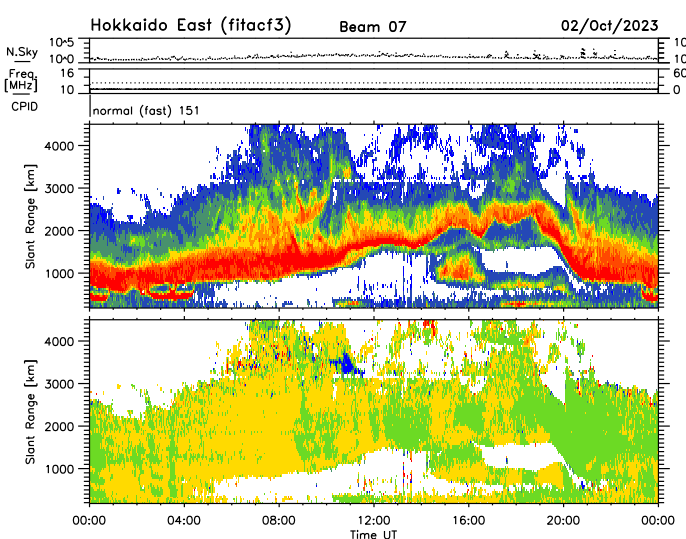 Hokkaido East (fitacf3) Beam 07 02/Oct/2023
N.Sky 10^5 10^0 10 10
Freq. [MHz] 16 10 60 0
CPID normal (fast) 151
Slant Range [km] 4000 3000 2000 1000
Slant Range [km] 4000 3000 2000 1000
00:00 04:00 08:00 12:00 16:00 20:00 00:00
Time UT